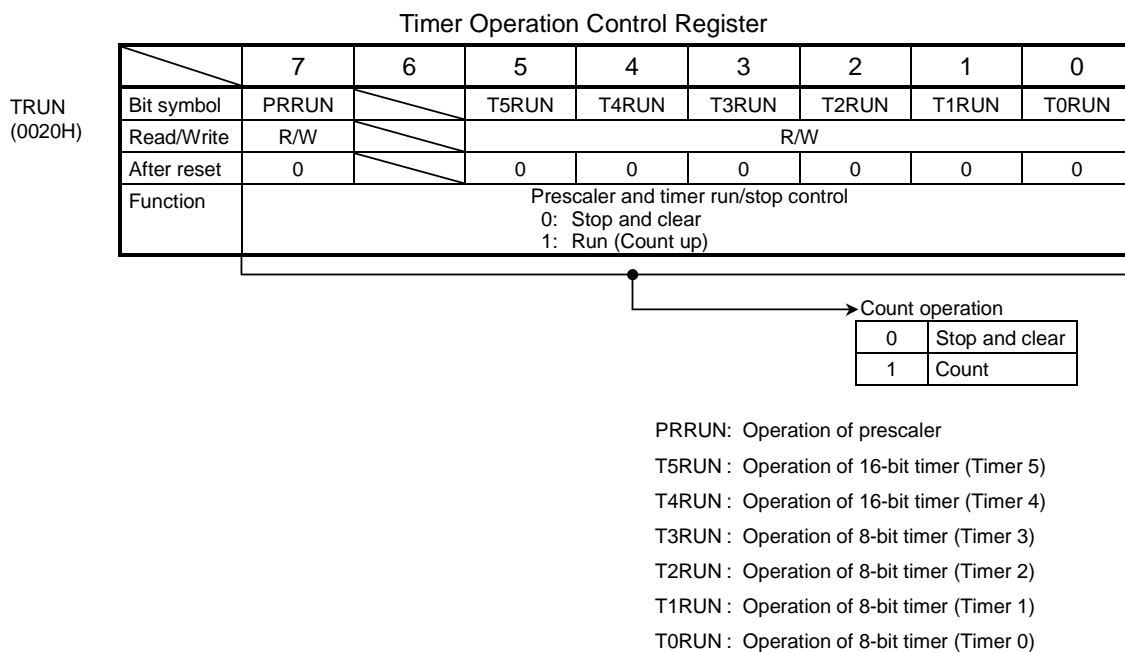 Timer Operation Control Register
7 6 5 4 3 2 1 0
TRUN
(0020H)
Bit symbol PRRUN T5RUN T4RUN T3RUN T2RUN T1RUN T0RUN
Read/Write R/W R/W
After reset 0 0 0 0 0 0 0
Function Prescaler and timer run/stop control
0: Stop and clear
1: Run (Count up)
Count operation
0 Stop and clear
1 Count
PRRUN: Operation of prescaler
T5RUN : Operation of 16-bit timer (Timer 5)
T4RUN : Operation of 16-bit timer (Timer 4)
T3RUN : Operation of 8-bit timer (Timer 3)
T2RUN : Operation of 8-bit timer (Timer 2)
T1RUN : Operation of 8-bit timer (Timer 1)
T0RUN : Operation of 8-bit timer (Timer 0)